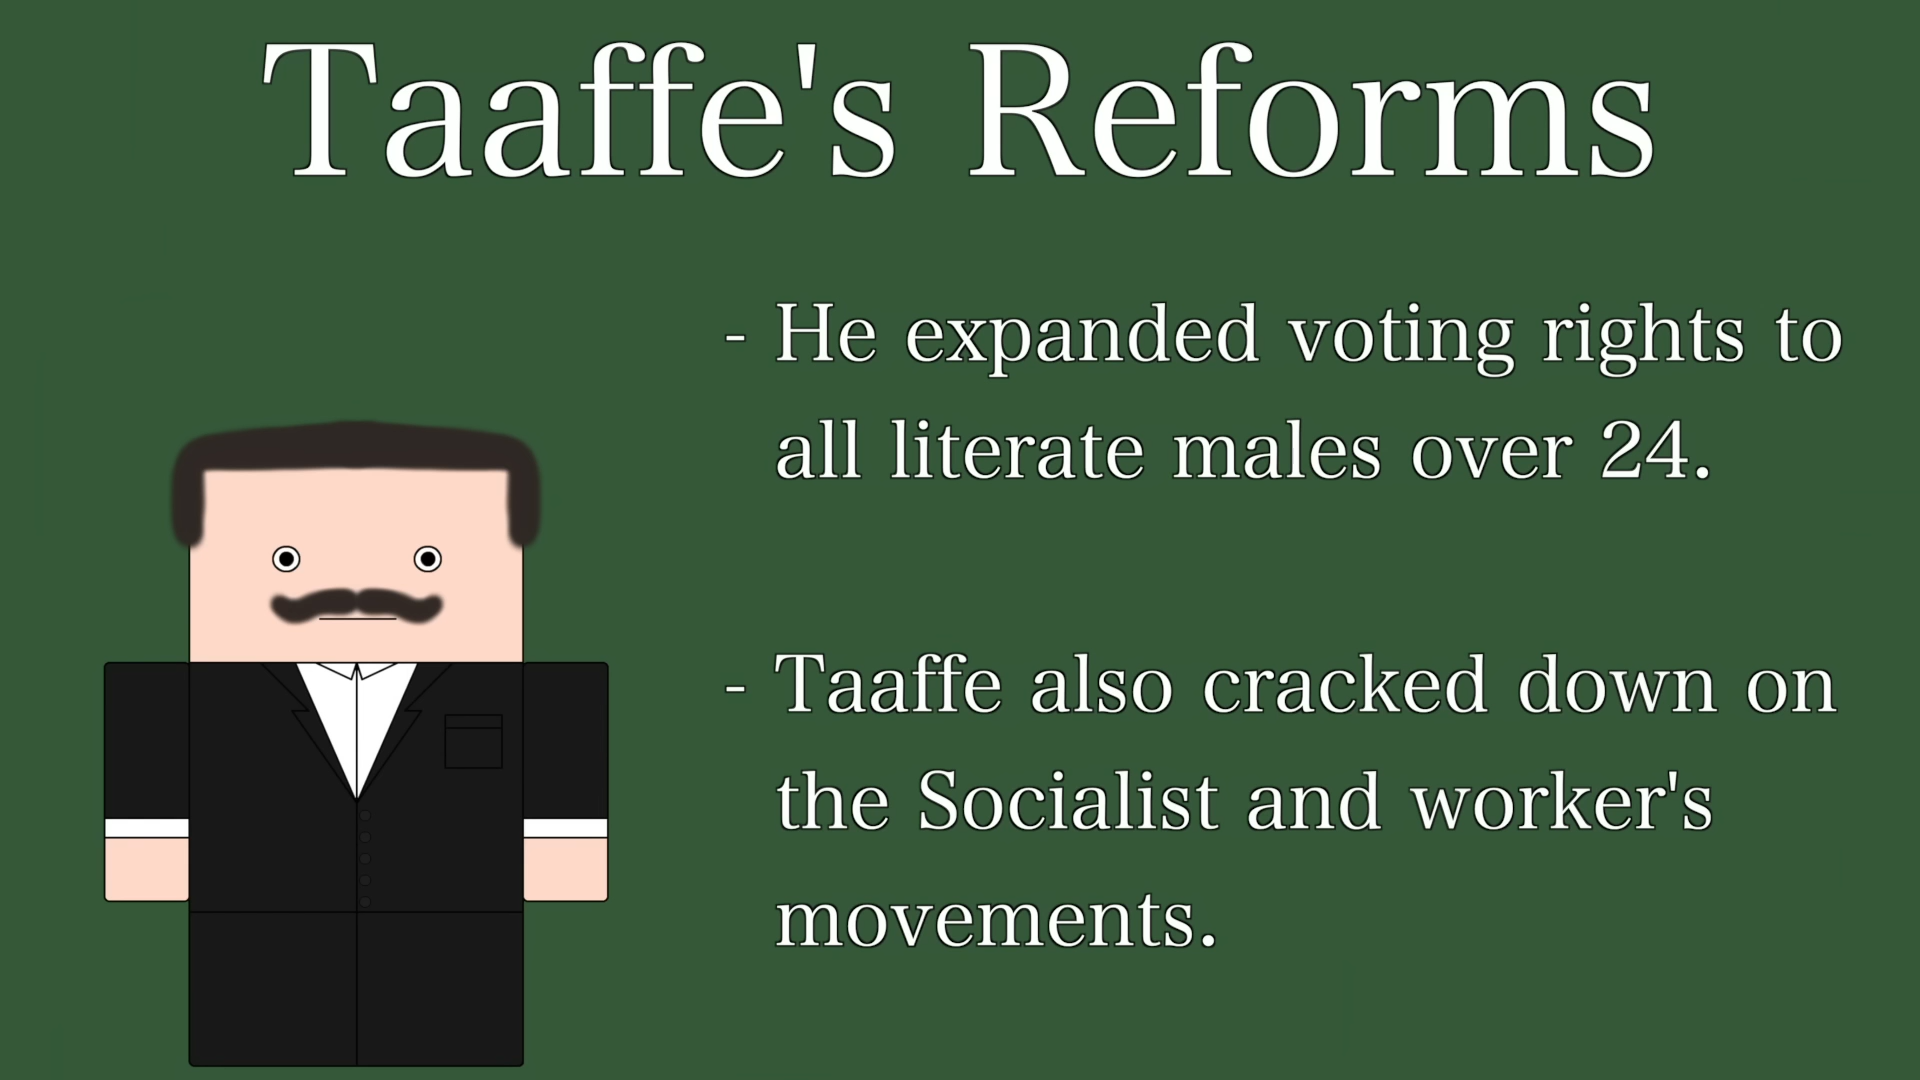 Taaffe's Reforms
- He expanded voting rights to
all literate males over 24.
- Taaffe also cracked down on
the Socialist and worker's
movements.